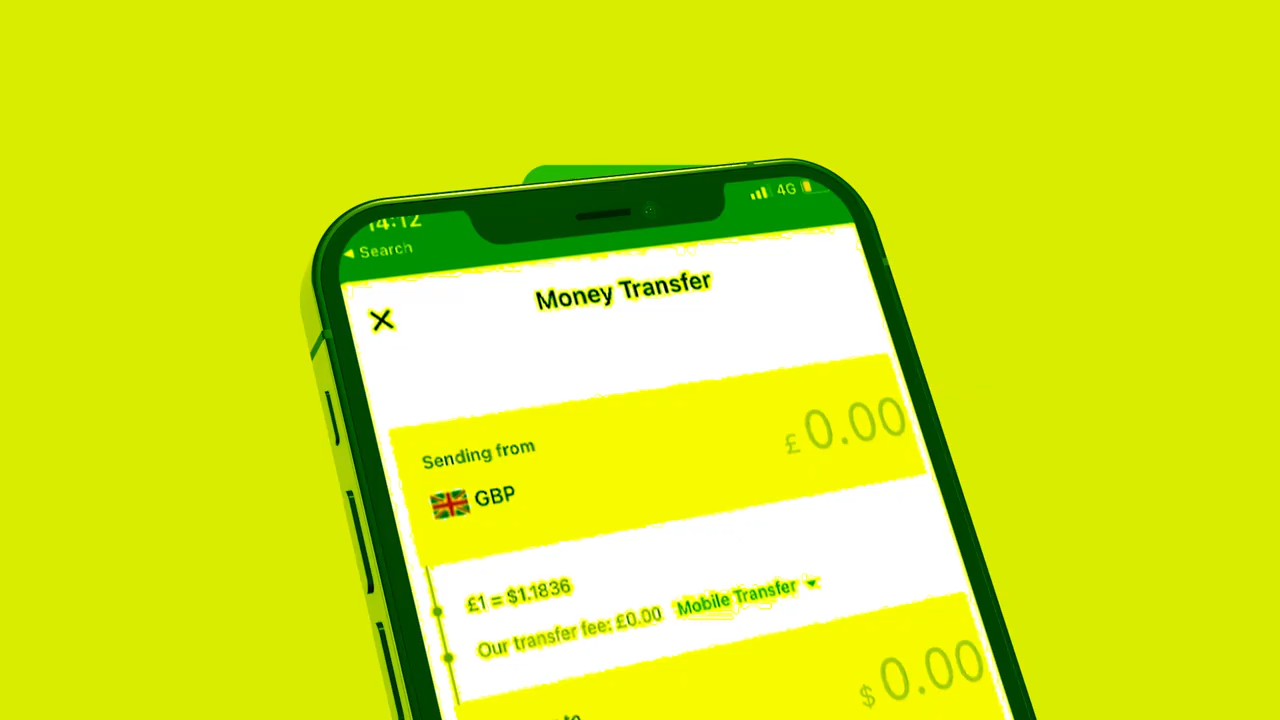 14:12
4G
◀ Search
Money Transfer
Sending from
£ 0.00
GBP
£1 = $1.1836
Our transfer fee: £0.00 Mobile Transfer
$ 0.00